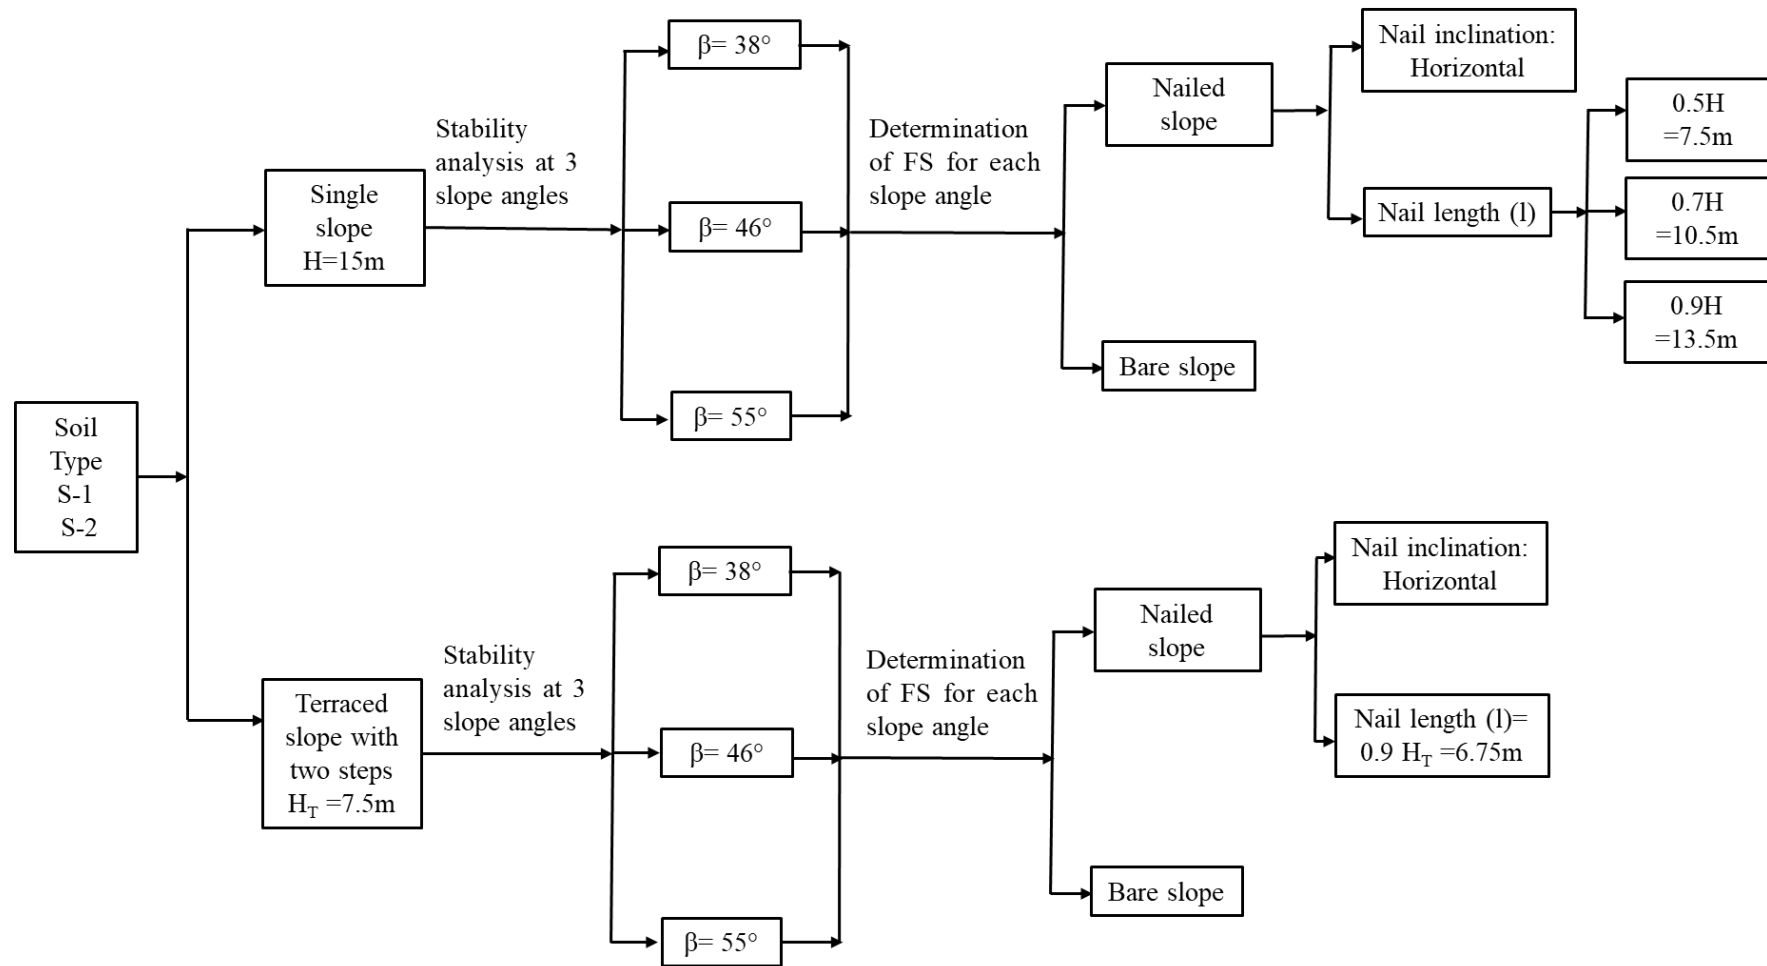 Soil
Type
S-1
S-2
Single
slope
H=15m
Stability
analysis at 3
slope angles
β= 38°
β= 46°
β= 55°
Determination
of FS for each
slope angle
Nailed
slope
Bare slope
Nail inclination:
Horizontal
Nail length (l)
0.5H
=7.5m
0.7H
=10.5m
0.9H
=13.5m
Terraced
slope with
two steps
H_T =7.5m
Stability
analysis at 3
slope angles
β= 38°
β= 46°
β= 55°
Determination
of FS for each
slope angle
Nailed
slope
Bare slope
Nail inclination:
Horizontal
Nail length (l)=
0.9 H_T =6.75m